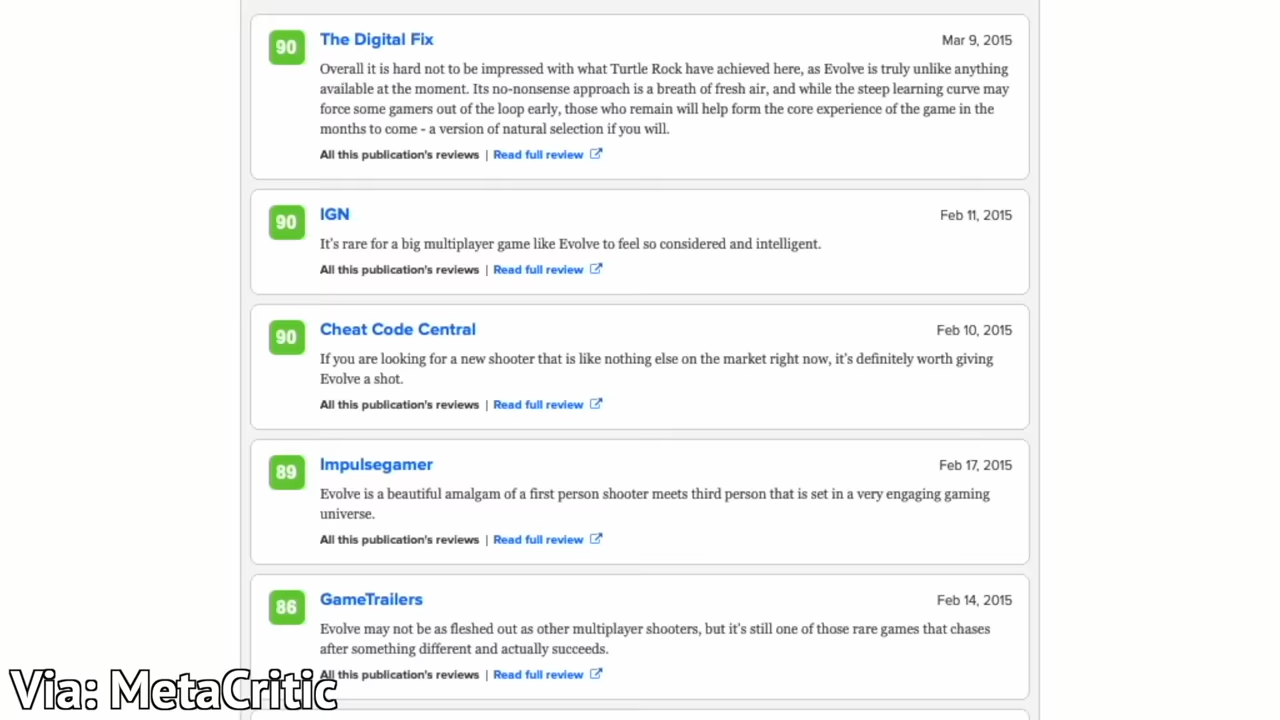 90 The Digital Fix Mar 9, 2015
Overall it is hard not to be impressed with what Turtle Rock have achieved here, as Evolve is truly unlike anything
available at the moment. Its no-nonsense approach is a breath of fresh air, and while the steep learning curve may
force some gamers out of the loop early, those who remain will help form the core experience of the game in the
months to come - a version of natural selection if you will.
All this publication's reviews | Read full review
90 IGN Feb 11, 2015
It's rare for a big multiplayer game like Evolve to feel so considered and intelligent.
All this publication's reviews | Read full review
90 Cheat Code Central Feb 10, 2015
If you are looking for a new shooter that is like nothing else on the market right now, it's definitely worth giving
Evolve a shot.
All this publication's reviews | Read full review
89 Impulsegamer Feb 17, 2015
Evolve is a beautiful amalgam of a first person shooter meets third person that is set in a very engaging gaming
universe.
All this publication's reviews | Read full review
86 GameTrailers Feb 14, 2015
Evolve may not be as fleshed out as other multiplayer shooters, but it's still one of those rare games that chases
after something different and actually succeeds.
All this publication's reviews | Read full review
Via: MetaCritic